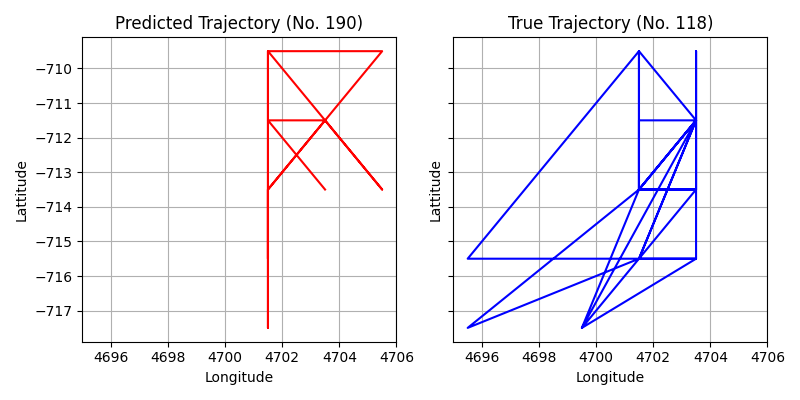 Predicted Trajectory (No. 190)
Lattitude
−710
−711
−712
−713
−714
−715
−716
−717
4696 4698 4700 4702 4704 4706
Longitude
True Trajectory (No. 118)
Lattitude
4696 4698 4700 4702 4704 4706
Longitude